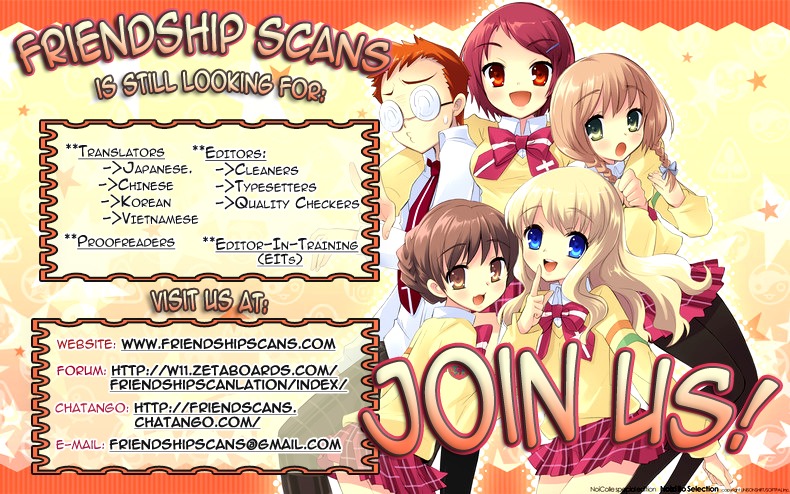 FRIENDSHIP SCANS
IS STILL LOOKING FOR:
**TRANSLATORS
->JAPANESE.
->CHINESE
->KOREAN
->VIETNAMESE
**PROOFREADERS
**EDITORS:
->CLEANERS
->TYPESETTERS
->QUALITY CHECKERS
**EDITOR-IN-TRAINING
(EITS)
VISIT US AT:
WEBSITE: WWW.FRIENDSHIPSCANS.COM
FORUM: HTTP://W11.ZETABOARDS.COM/
FRIENDSHIPSCANLATION/INDEX/
CHATANGO: HTTP://FRIENDSCANS.
CHATANGO.COM/
E-MAIL: FRIENDSHIPSCANS@GMAIL.COM
JOIN US!
Selection